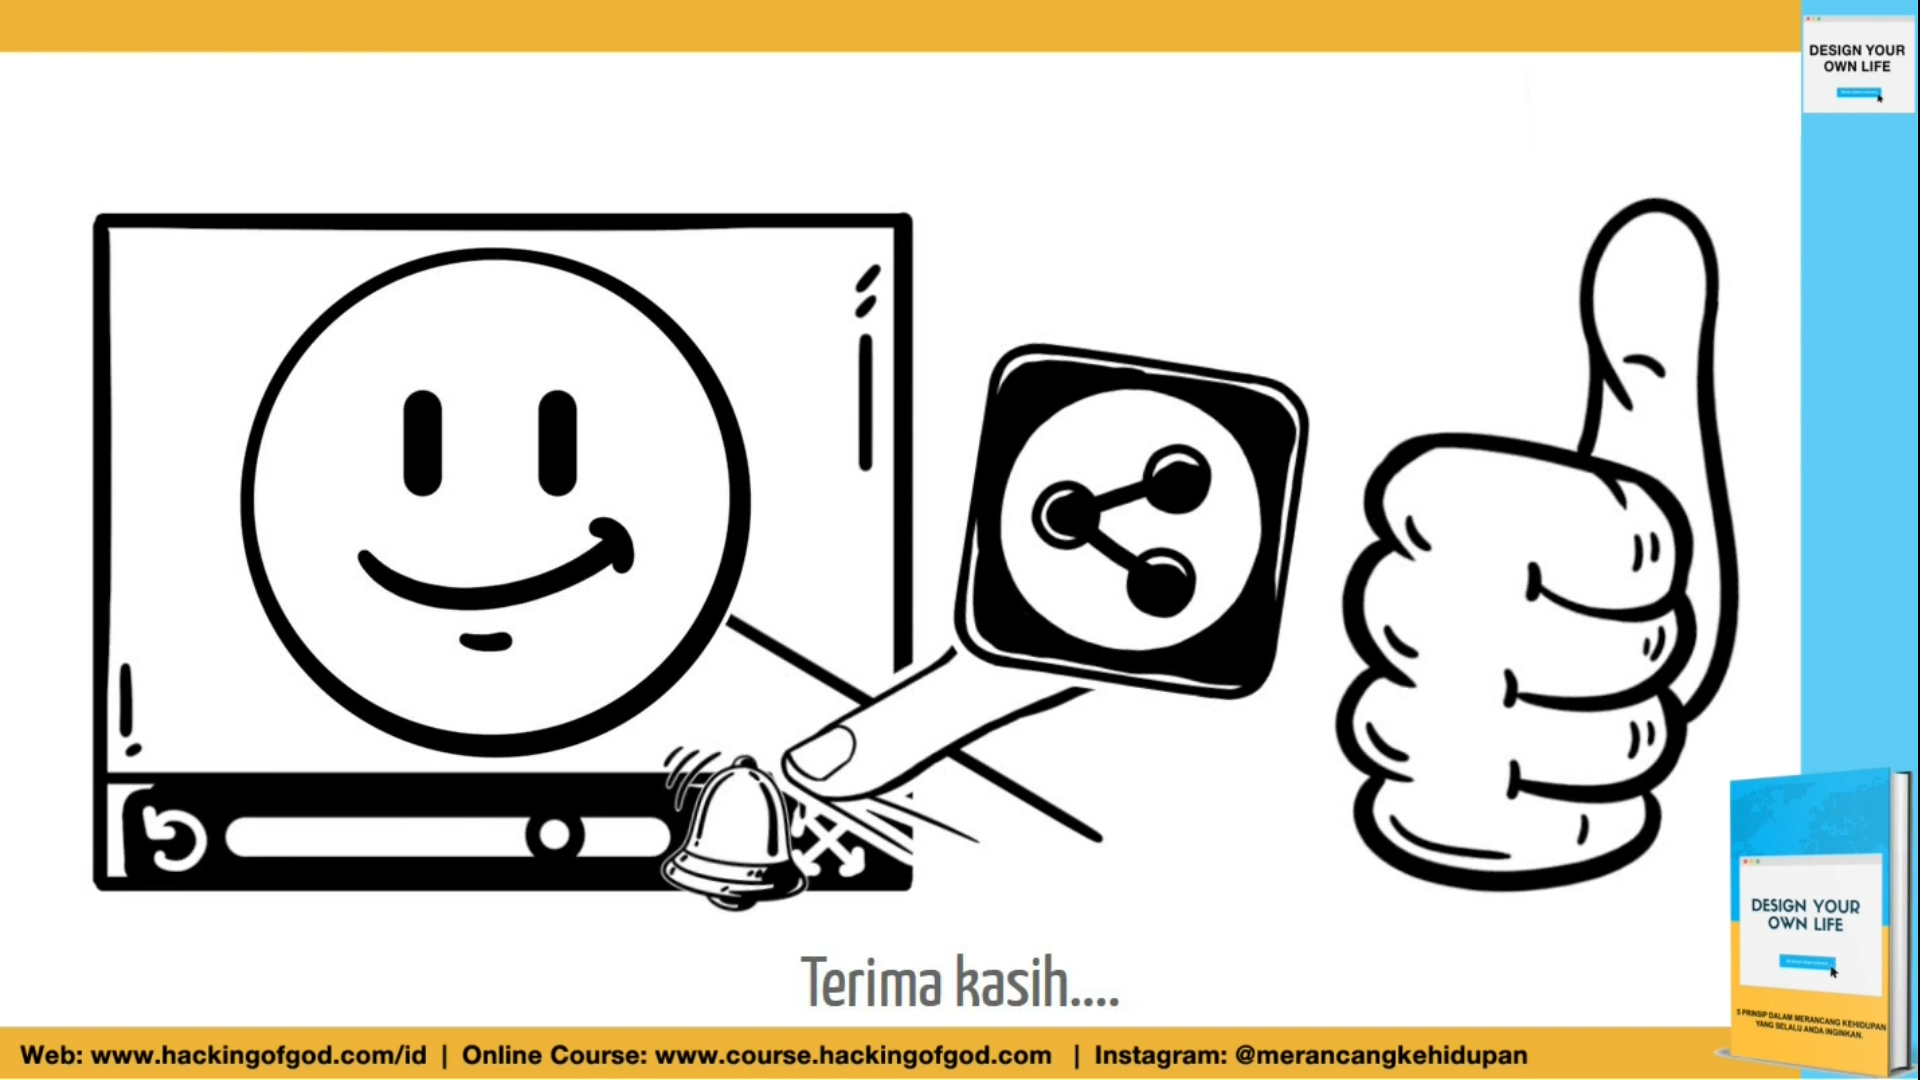 DESIGN YOUR
OWN LIFE
DESIGN YOUR
OWN LIFE
5 PRINSIP DALAM MERANCANG KEHIDUPAN
YANG SELALU ANDA INGINKAN.
Terima kasih....
Web: www.hackingofgod.com/id | Online Course: www.course.hackingofgod.com | Instagram: @merancangkehidupan